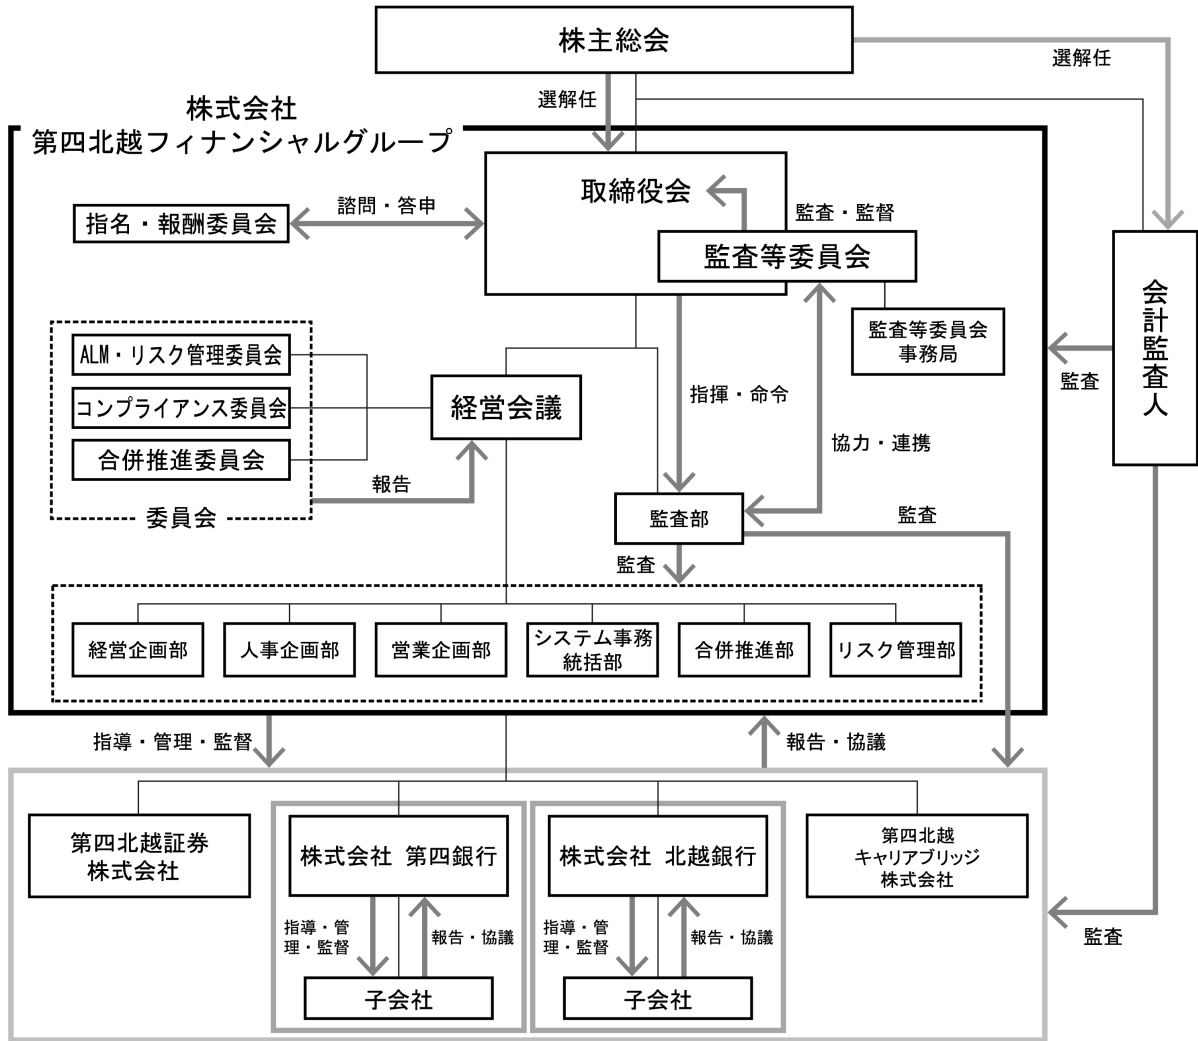 株主総会
選解任
選解任
株式会社
第四北越フィナンシャルグループ
取締役会
指名・報酬委員会
諮問・答申
監査・監督
監査等委員会
監査等委員会
事務局
会計監査人
監査
ALM・リスク管理委員会
コンプライアンス委員会
合併推進委員会
委員会
経営会議
報告
指揮・命令
協力・連携
監査部
監査
監査
経営企画部
人事企画部
営業企画部
システム事務
統括部
合併推進部
リスク管理部
指導・管理・監督
報告・協議
第四北越証券
株式会社
株式会社 第四銀行
指導・管
理・監督
報告・協議
子会社
株式会社 北越銀行
指導・管
理・監督
報告・協議
子会社
第四北越
キャリアブリッジ
株式会社
監査